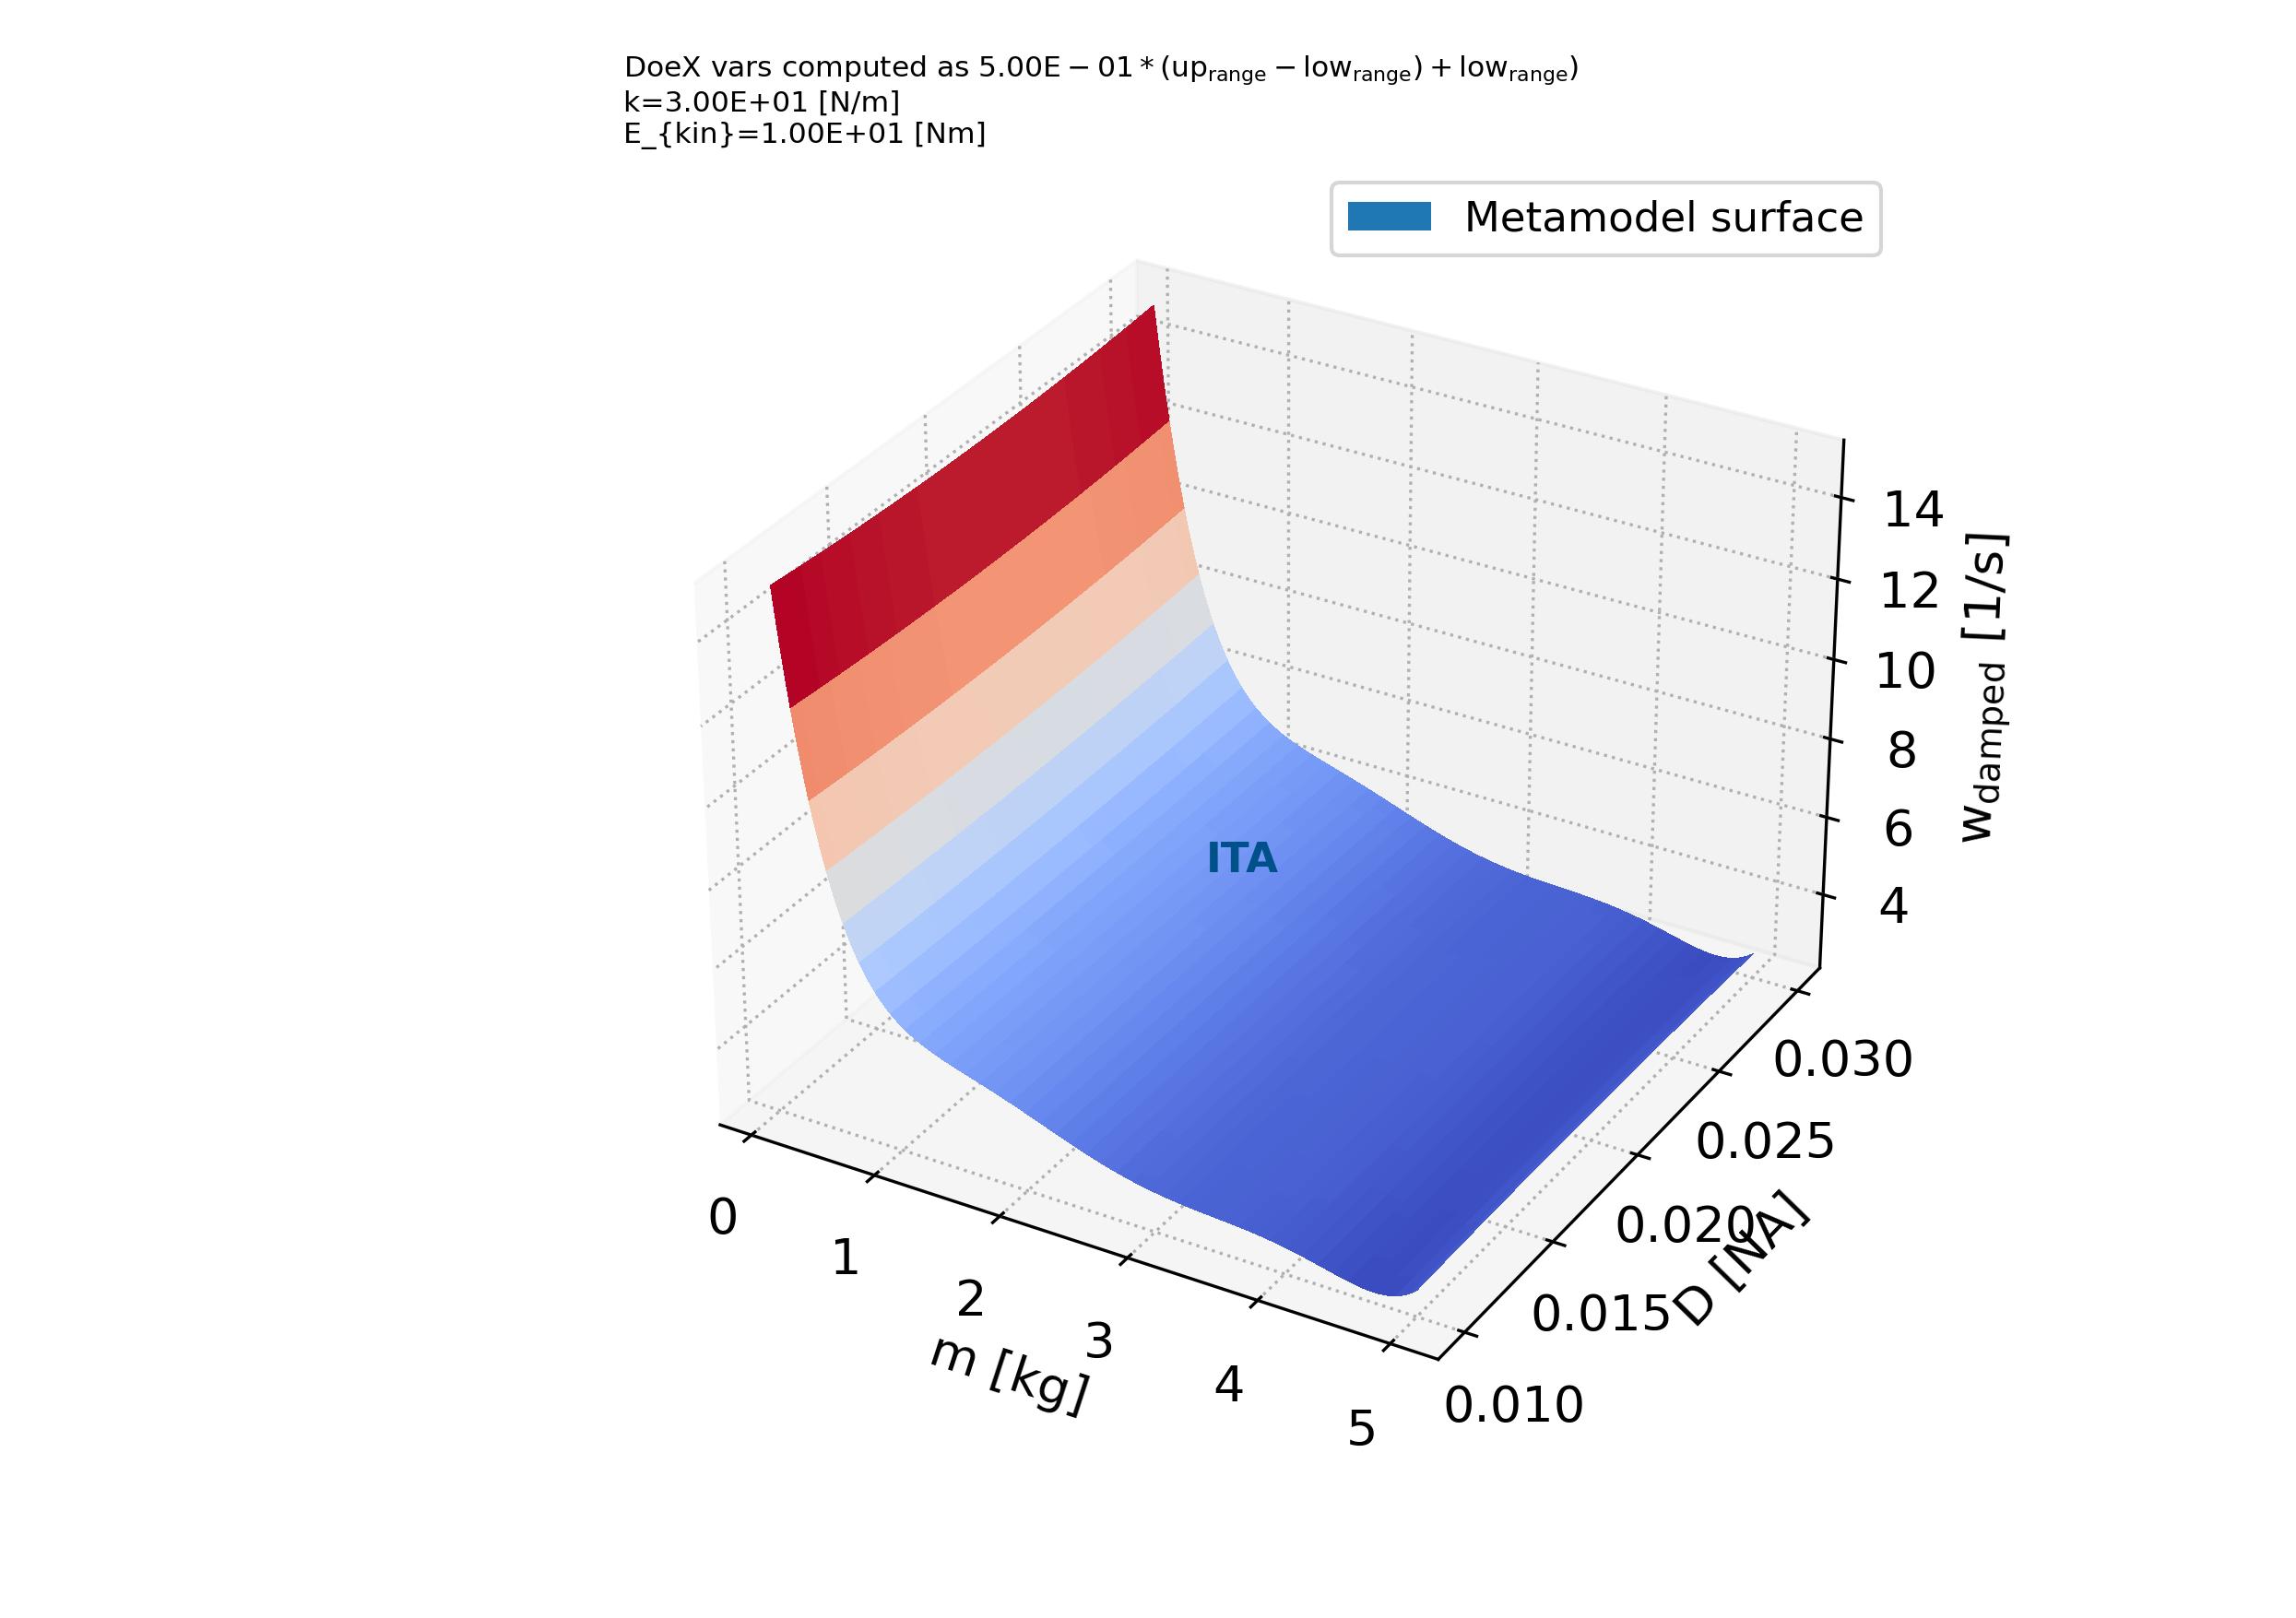 DoeX vars computed as 5.00E − 01 * (up_range − low_range) + low_range)
k=3.00E+01 [N/m]
E_{kin}=1.00E+01 [Nm]
Metamodel surface
14
12
10
8
6
4
w_damped [1/s]
ITA
0.030
0.025
0.020
0.015
0.010
D [NA]
0
1
2
3
4
5
m [kg]